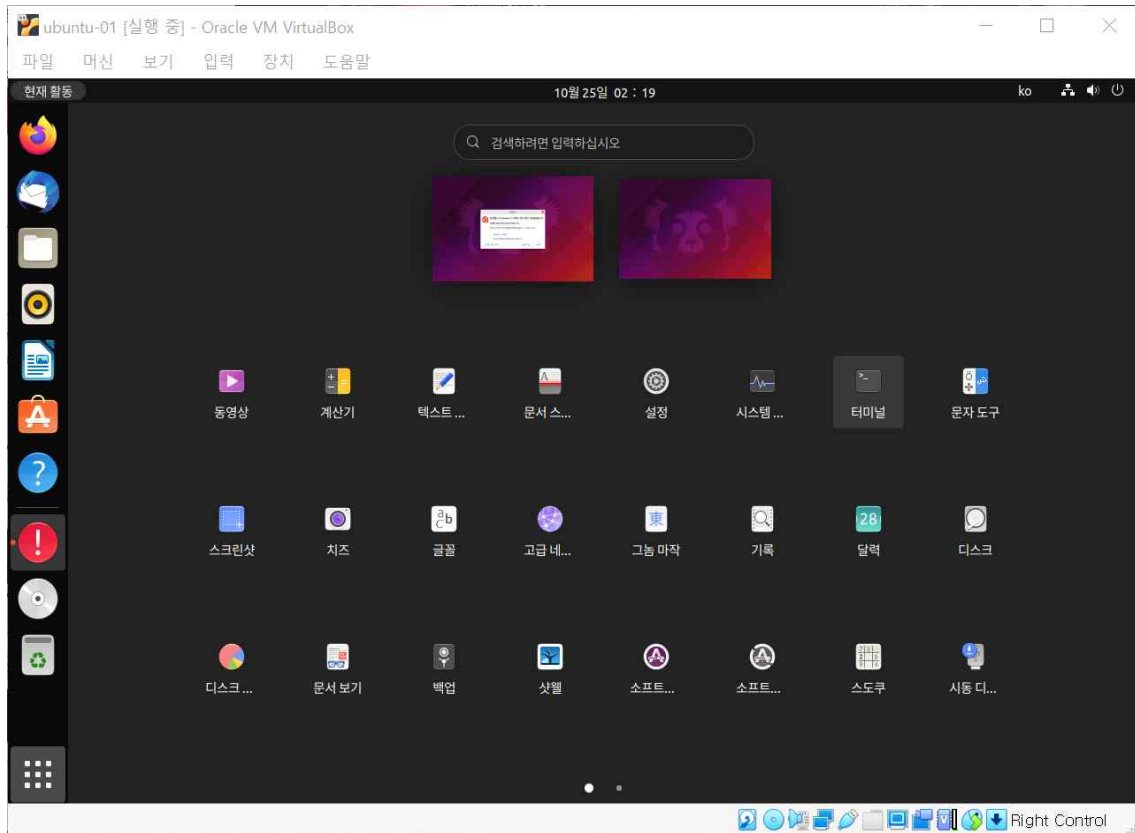 ubuntu-01 [실행 중] - Oracle VM VirtualBox
파일 머신 보기 입력 장치 도움말
현재 활동 10월 25일 02 : 19 ko
검색하려면 입력하십시오
동영상 계산기 텍스트 ... 문서 스... 설정 시스템 ... 터미널 문자 도구
스크린샷 치즈 글꼴 고급 네... 그놈 마작 기록 달력 디스크
디스크 ... 문서 보기 백업 샷웰 소프트... 소프트... 스도쿠 시동 디...
Right Control